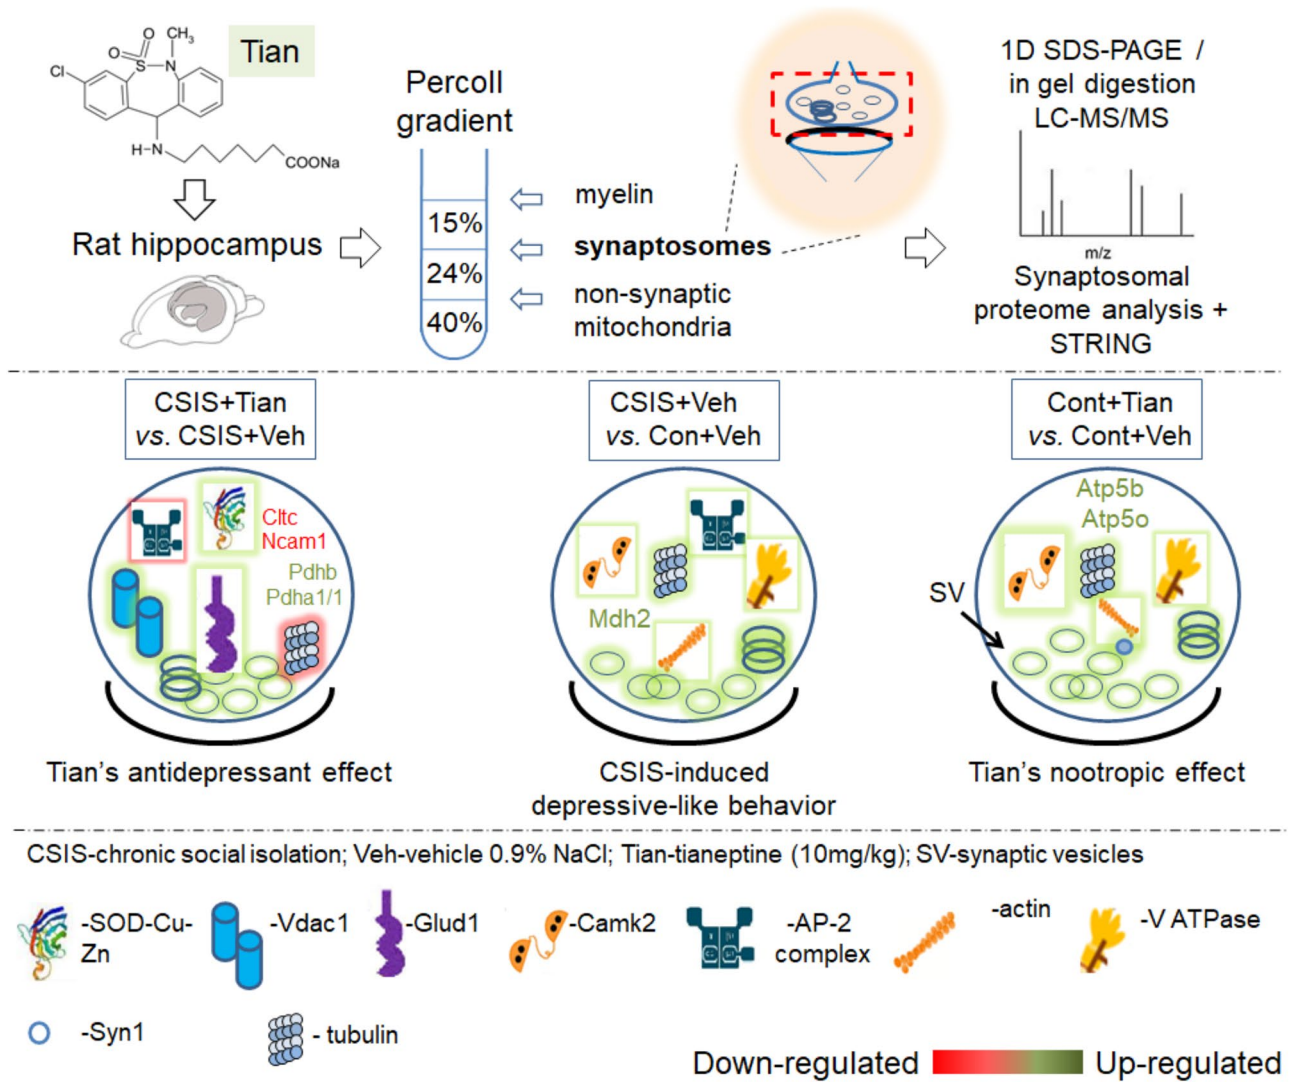 O
O
CH3
S
N
Cl
H-N
COONa
Tian
Rat hippocampus
Percoll
gradient
15%
24%
40%
myelin
synaptosomes
non-synaptic
mitochondria
1D SDS-PAGE /
in gel digestion
LC-MS/MS
m/z
Synaptosomal
proteome analysis +
STRING
CSIS+Tian
vs. CSIS+Veh
Cltc
Ncam1
Pdhb
Pdha1/1
Tian's antidepressant effect
CSIS+Veh
vs. Con+Veh
Mdh2
CSIS-induced
depressive-like behavior
Cont+Tian
vs. Cont+Veh
Atp5b
Atp5o
SV
Tian's nootropic effect
CSIS-chronic social isolation; Veh-vehicle 0.9% NaCl; Tian-tianeptine (10mg/kg); SV-synaptic vesicles
-SOD-Cu-
Zn
-Vdac1
-Glud1
-Camk2
-AP-2
complex
-actin
-V ATPase
-Syn1
- tubulin
Down-regulated
Up-regulated